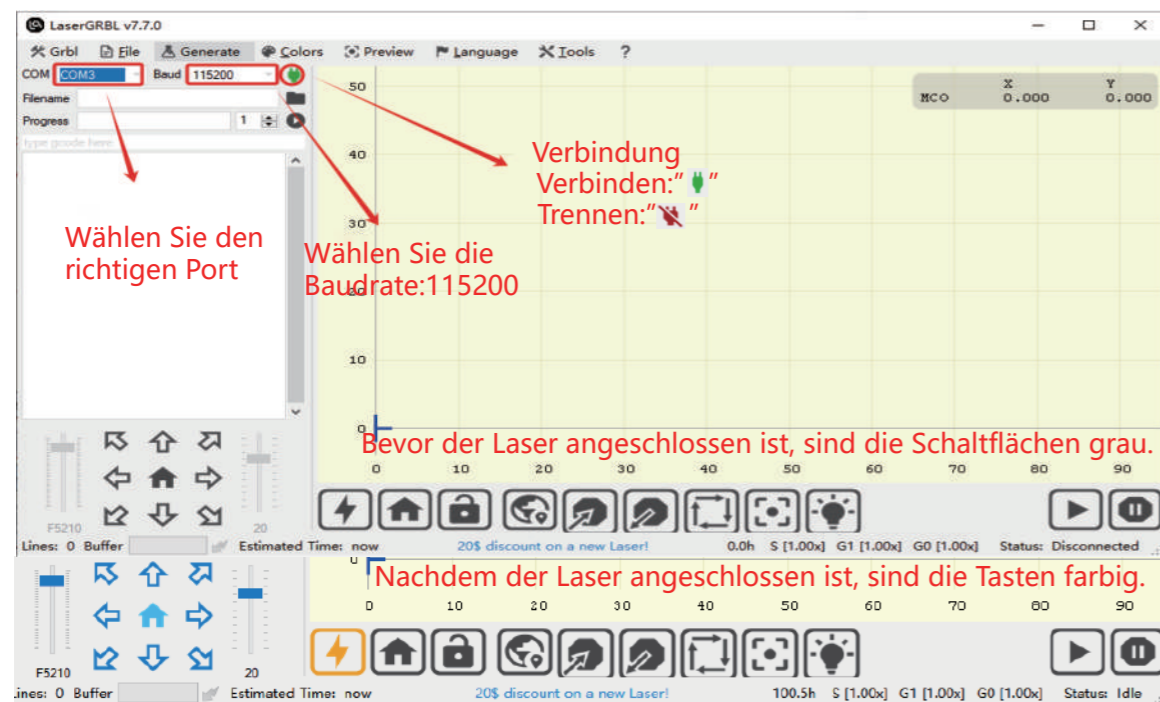 LaserGRBL v7.7.0
Grbl File Generate Colors Preview Language Tools ?
COM COM3 Baud 115200
Filename
Progress 1
type gcode here
X Y
MCO 0.000 0.000
50
40
30
20
10
0
Verbindung
Verbinden:" "
Trennen:" "
Wählen Sie den
richtigen Port
Wählen Sie die
Baudrate:115200
Bevor der Laser angeschlossen ist, sind die Schaltflächen grau.
0 10 20 30 40 50 60 70 80 90
F5210 20
Lines: 0 Buffer Estimated Time: now 20$ discount on a new Laser! 0.0h S [1.00x] G1 [1.00x] G0 [1.00x] Status: Disconnected
0
Nachdem der Laser angeschlossen ist, sind die Tasten farbig.
0 10 20 30 40 50 60 70 80 90
F5210 20
Lines: 0 Buffer Estimated Time: now 20$ discount on a new Laser! 100.5h S [1.00x] G1 [1.00x] G0 [1.00x] Status: Idle